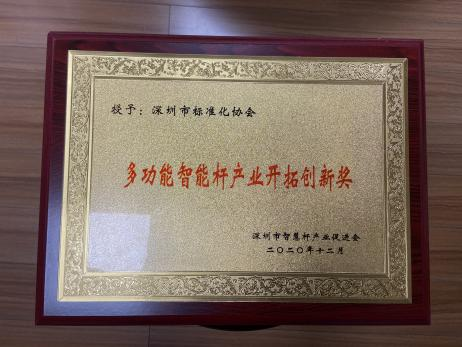 授予：深圳市标准化协会
多功能智能杆产业开拓创新奖
深圳市智慧杆产业促进会
二〇二〇年十二月